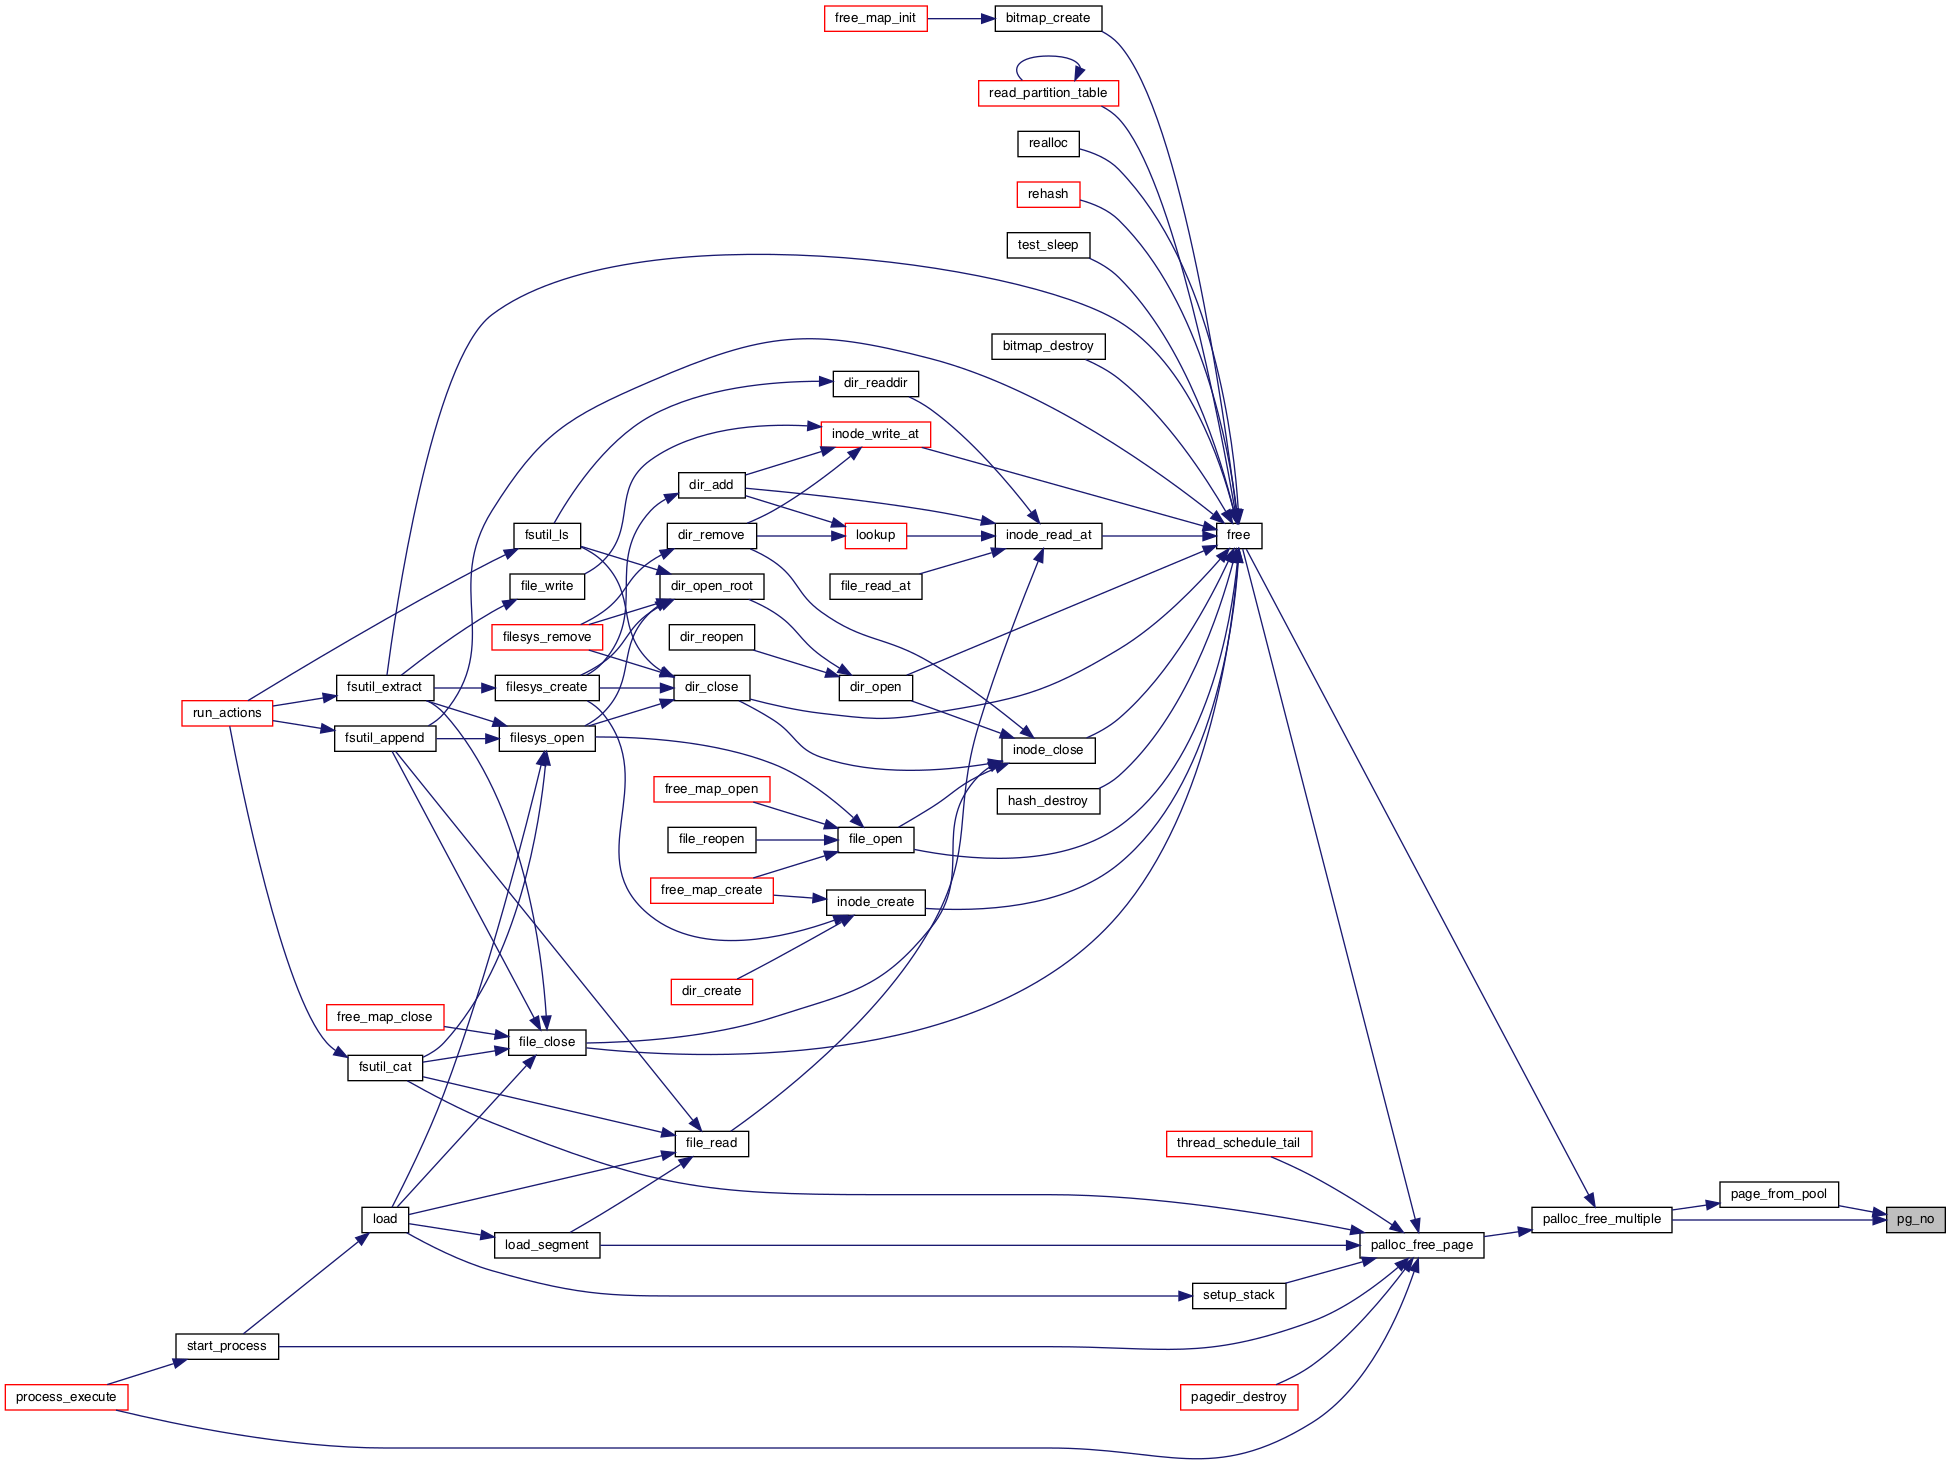 free_map_init
bitmap_create
read_partition_table
realloc
rehash
test_sleep
bitmap_destroy
dir_readdir
inode_write_at
dir_add
fsutil_ls
dir_remove
lookup
inode_read_at
free
file_write
dir_open_root
file_read_at
filesys_remove
dir_reopen
fsutil_extract
filesys_create
dir_close
dir_open
run_actions
fsutil_append
filesys_open
inode_close
free_map_open
hash_destroy
file_reopen
file_open
free_map_create
inode_create
dir_create
free_map_close
file_close
fsutil_cat
file_read
thread_schedule_tail
page_from_pool
load
palloc_free_multiple
pg_no
load_segment
palloc_free_page
setup_stack
start_process
process_execute
pagedir_destroy